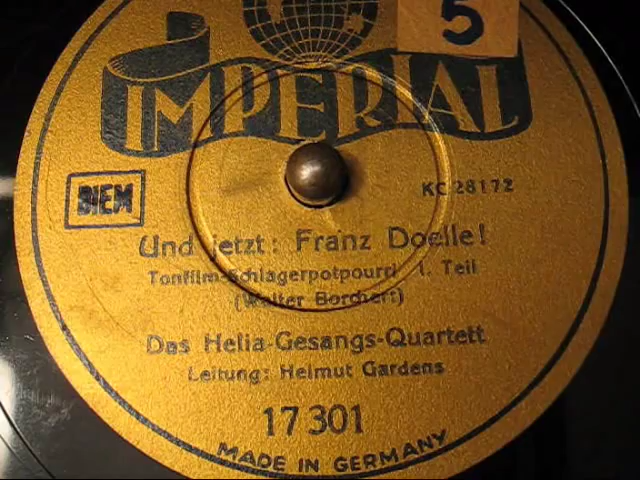 5
IMPERIAL
KC 28172
BIEM
Und jetzt: Franz Doelle!
Tonfilm-Schlagerpotpourri 1. Teil
(Walter Borchert)
Das Helia-Gesangs-Quartett
Leitung: Helmut Gardens
17 301
MADE IN GERMANY